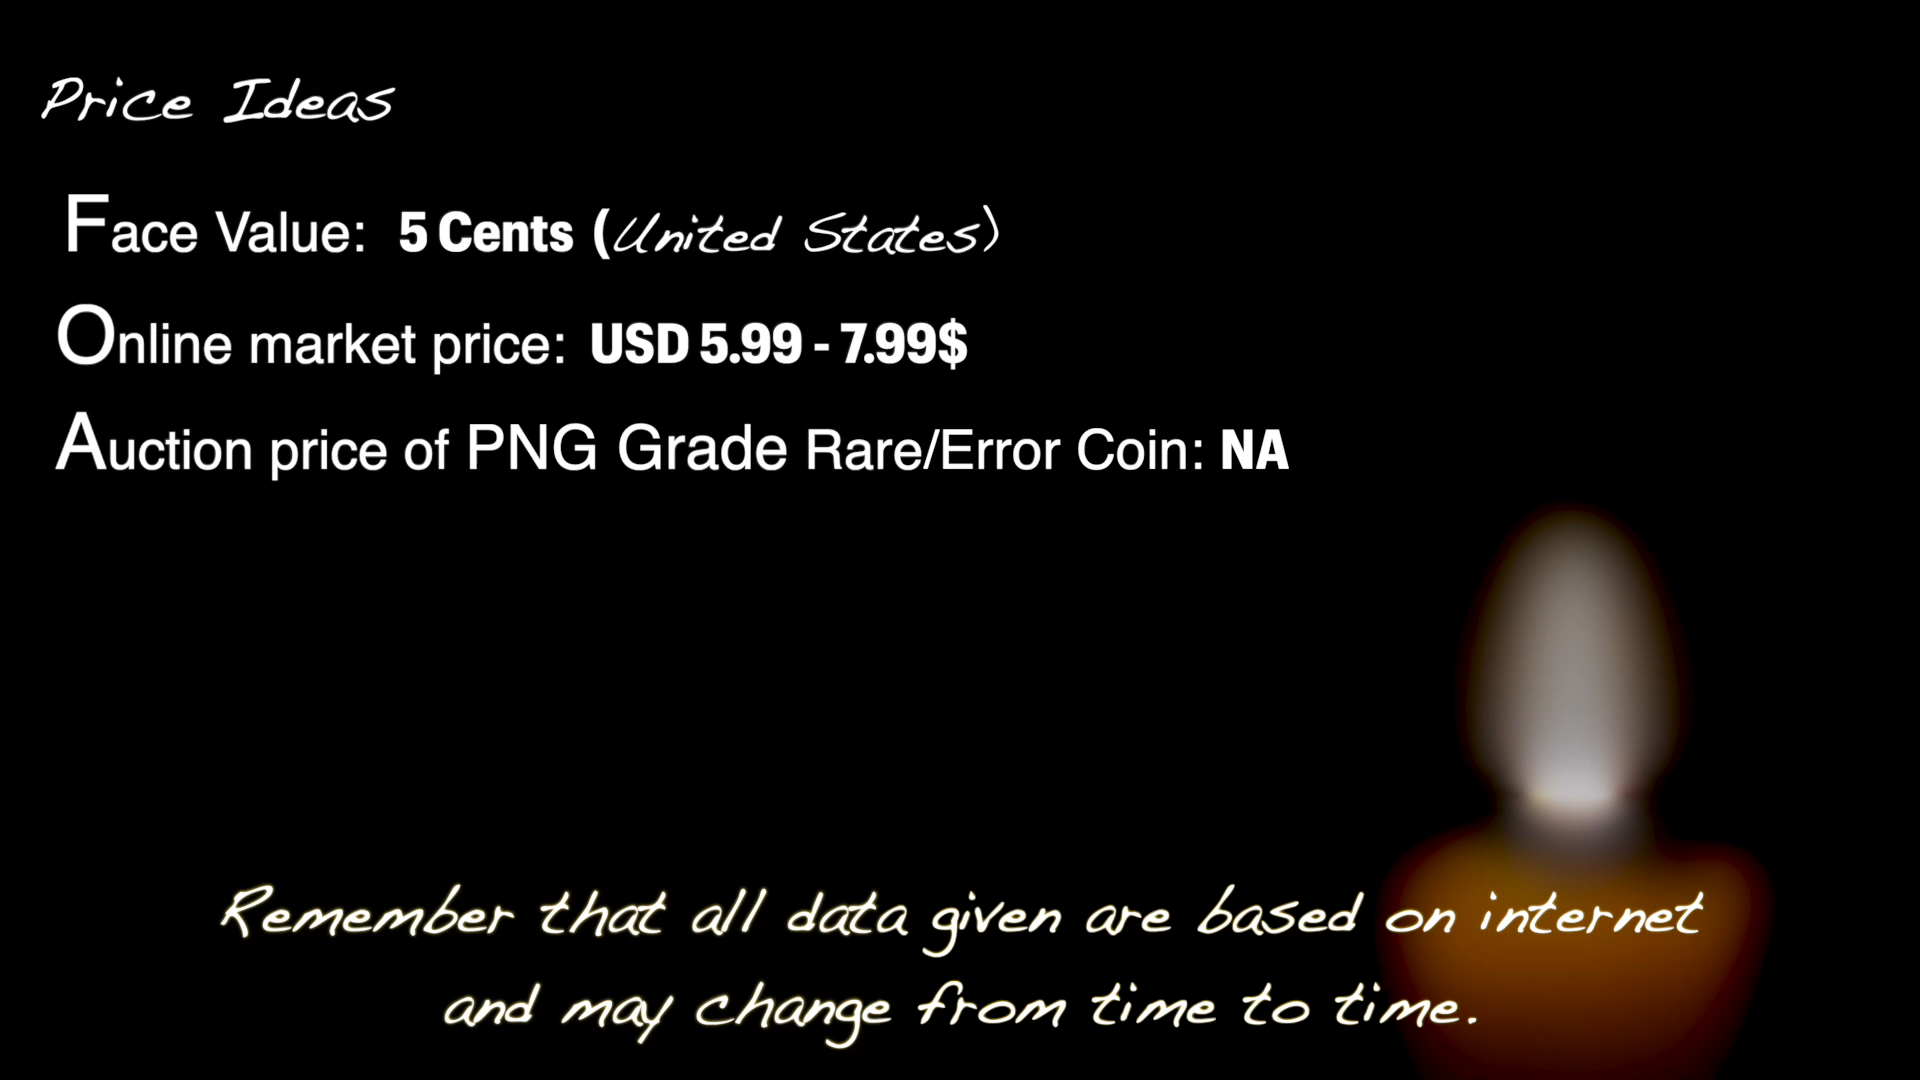 Price Ideas
Face Value: 5 Cents (United States)
Online market price: USD 5.99 - 7.99$
Auction price of PNG Grade Rare/Error Coin: NA
Remember that all data given are based on internet
and may change from time to time.